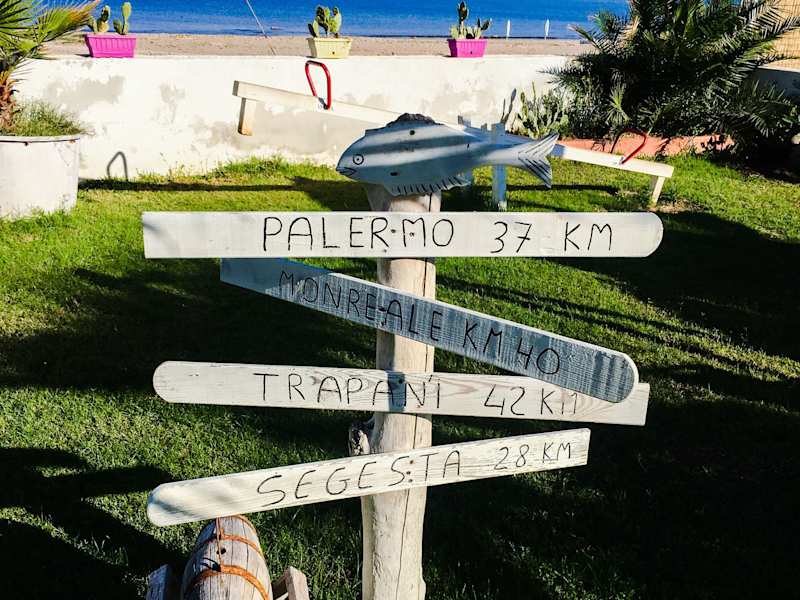 PALERMO 37 KM
MONREALE KM 40
TRAPANI 42 KM
SEGESTA 28 KM